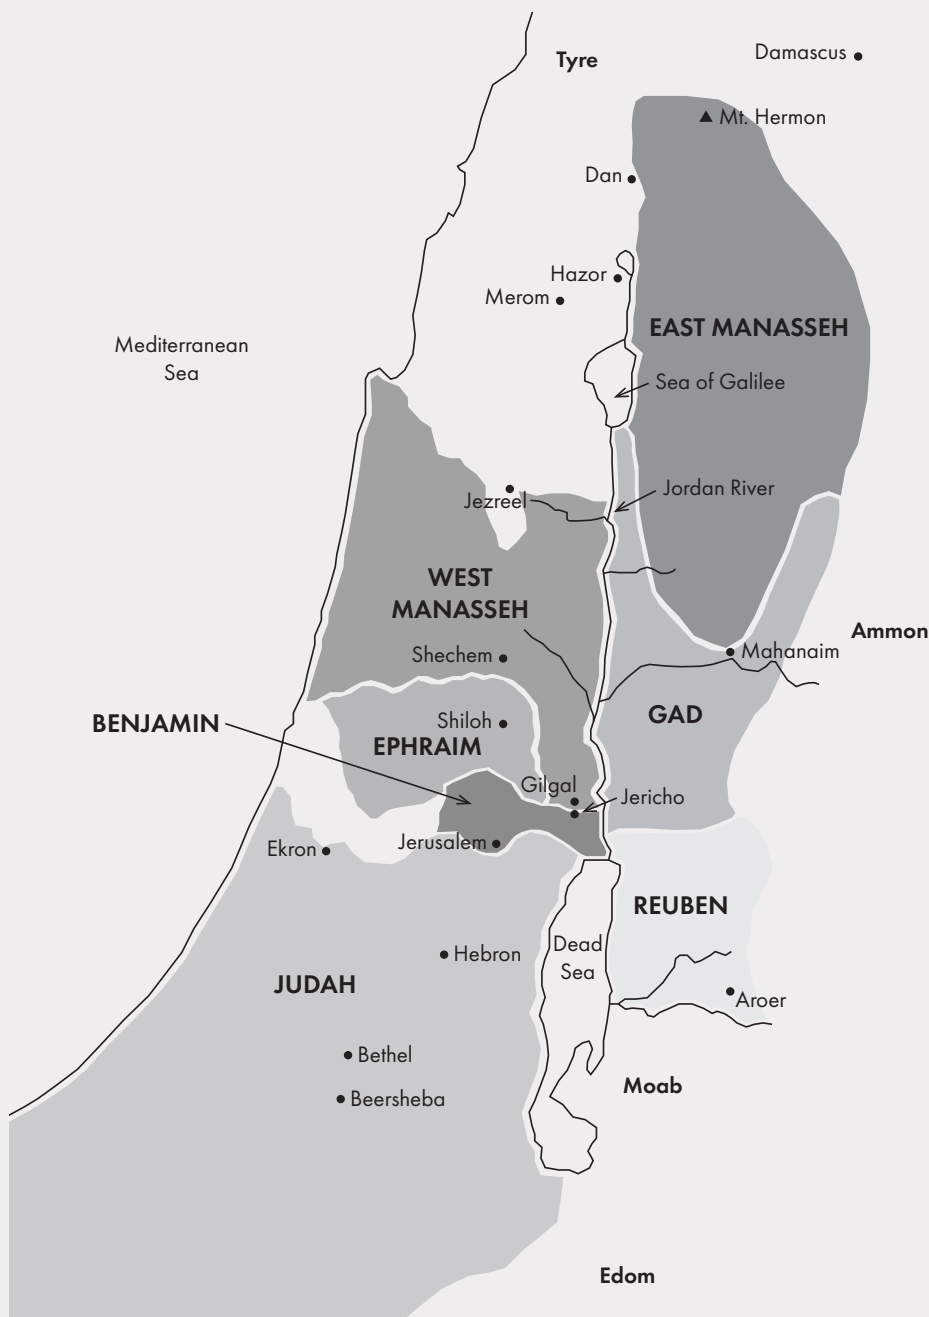 Tyre
Damascus
Mt. Hermon
Dan
Hazor
Merom
EAST MANASSEH
Mediterranean
Sea
Sea of Galilee
Jordan River
Jezreel
WEST
MANASSEH
Ammon
Shechem
Mahanaim
BENJAMIN
Shiloh
GAD
EPHRAIM
Gilgal
Jericho
Jerusalem
Ekron
REUBEN
Dead
Sea
Hebron
JUDAH
Aroer
Bethel
Moab
Beersheba
Edom